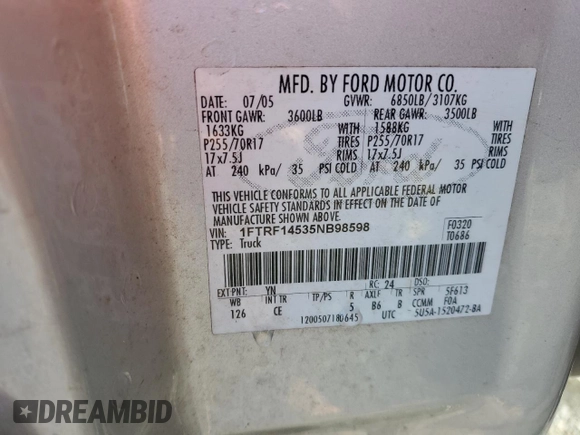 MFD. BY FORD MOTOR CO.
DATE: 07/05 GVWR: 6850LB/3107KG
FRONT GAWR: 3600LB REAR GAWR: 3500LB
1633KG WITH 1588KG WITH
P255/70R17 TIRES P255/70R17 TIRES
17x7.5J RIMS 17x7.5J RIMS
AT 240 kPa/ 35 PSI COLD AT 240 kPa/ 35 PSI COLD
THIS VEHICLE CONFORMS TO ALL APPLICABLE FEDERAL MOTOR
VEHICLE SAFETY STANDARDS IN EFFECT ON THE DATE OF
MANUFACTURE SHOWN ABOVE.
VIN: 1FTRF14535NB98598 F0320
TYPE: Truck T0686
EXT PNT: YN RC: 24 DSO:
WB INT TR TP/PS R AXLE TR SPR 5F613
126 CE 5 B6 B CCMM F0A
1200507180645 UTC 5U5A-1520472-BA
Ford
DREAMBID